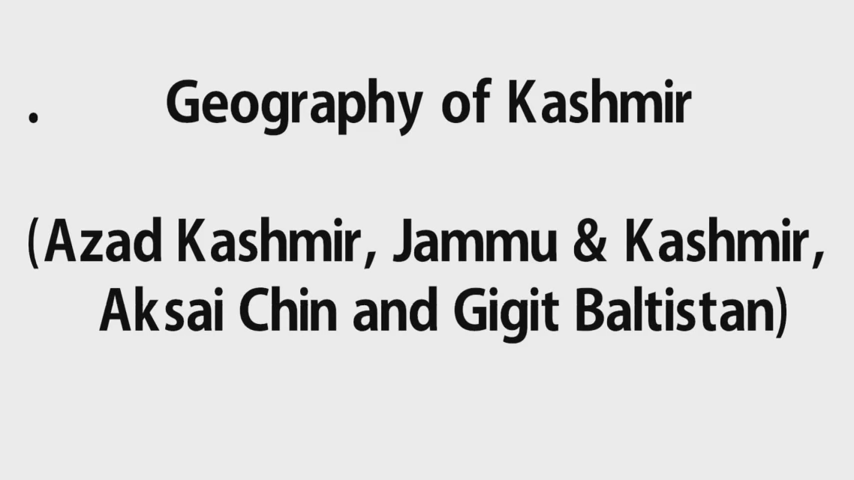 . Geography of Kashmir
(Azad Kashmir, Jammu & Kashmir,
Aksai Chin and Gigit Baltistan)